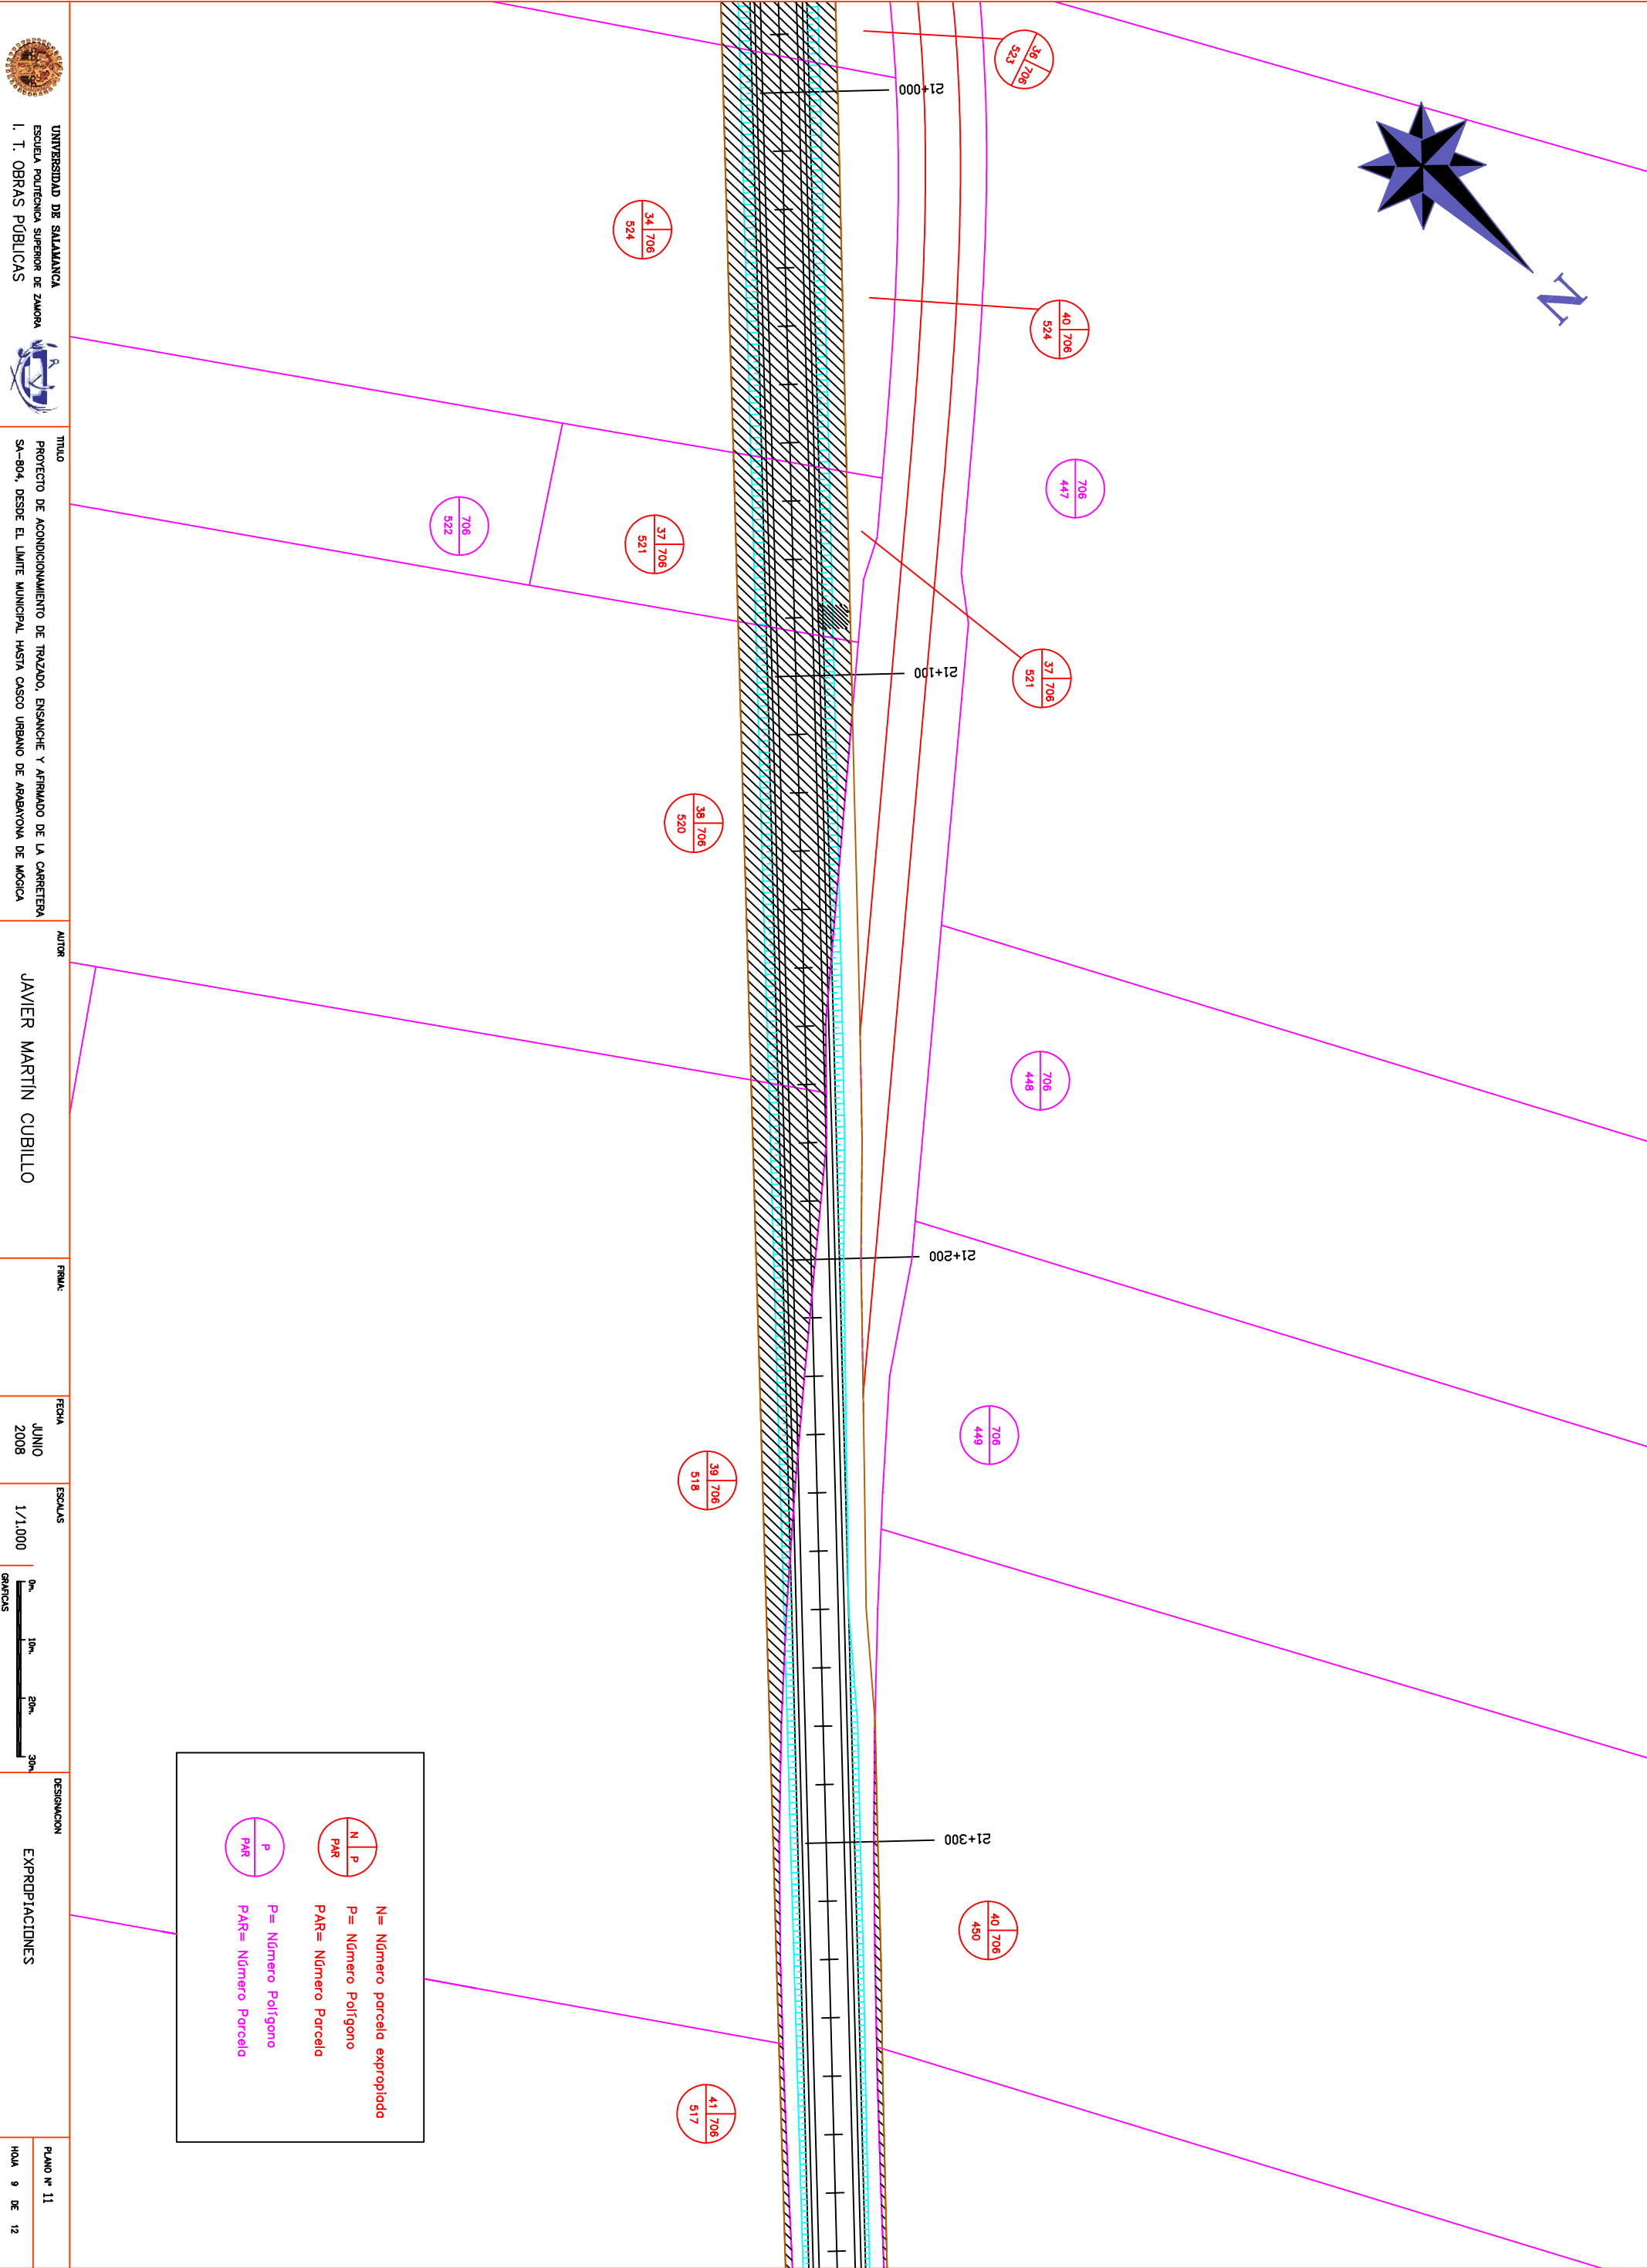 N
36 706
523
40 706
524
706
447
37 706
521
706
448
706
449
40 706
450
21+000
21+100
21+200
21+300
34 706
524
37 706
521
706
522
38 706
520
39 706
518
41 706
517
N P
PAR
N= Número parcela expropiada
P= Número Polígono
PAR= Número Parcela
P
PAR
P= Número Polígono
PAR= Número Parcela
UNIVERSIDAD DE SALAMANCA
ESCUELA POLITÉCNICA SUPERIOR DE ZAMORA
I. T. OBRAS PÚBLICAS
TITULO
PROYECTO DE ACONDICIONAMIENTO DE TRAZADO, ENSANCHE Y AFIRMADO DE LA CARRETERA
SA-804, DESDE EL LÍMITE MUNICIPAL HASTA CASCO URBANO DE ARABAYONA DE MÓGICA
AUTOR
JAVIER MARTÍN CUBILLO
FIRMA:
FECHA
JUNIO
2008
ESCALAS
1/1.000
0m. 10m. 20m. 30m.
GRAFICAS
DESIGNACION
EXPROPIACIONES
PLANO Nº 11
HOJA 9 DE 12